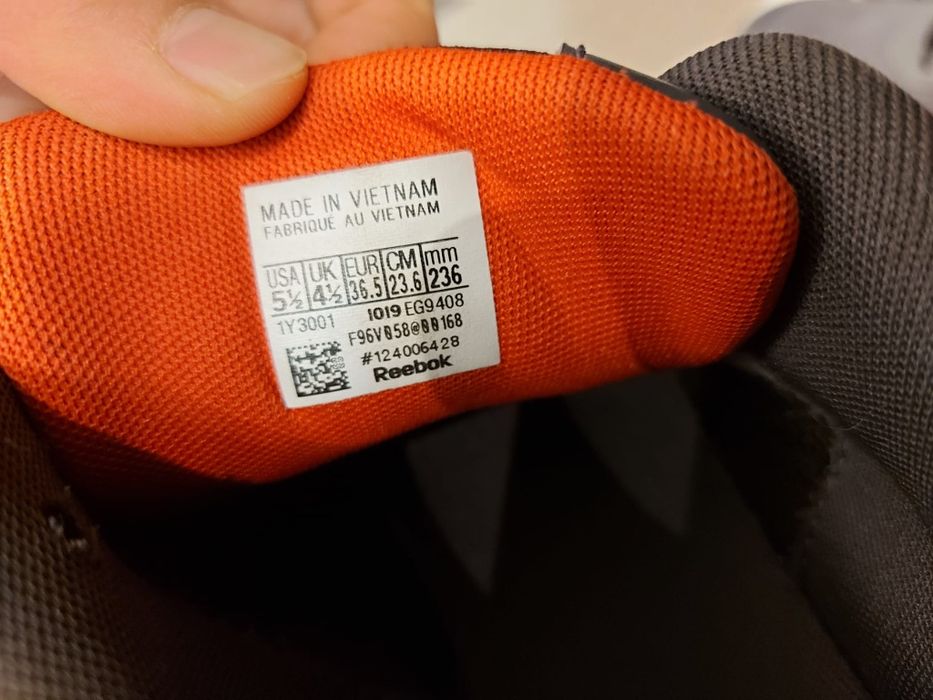 MADE IN VIETNAM
FABRIQUÉ AU VIETNAM
USA UK EUR CM mm
5½ 4½ 36.5 23.6 236
1Y3001 1019 EG9408
F96V058@00168
#124006428
Reebok